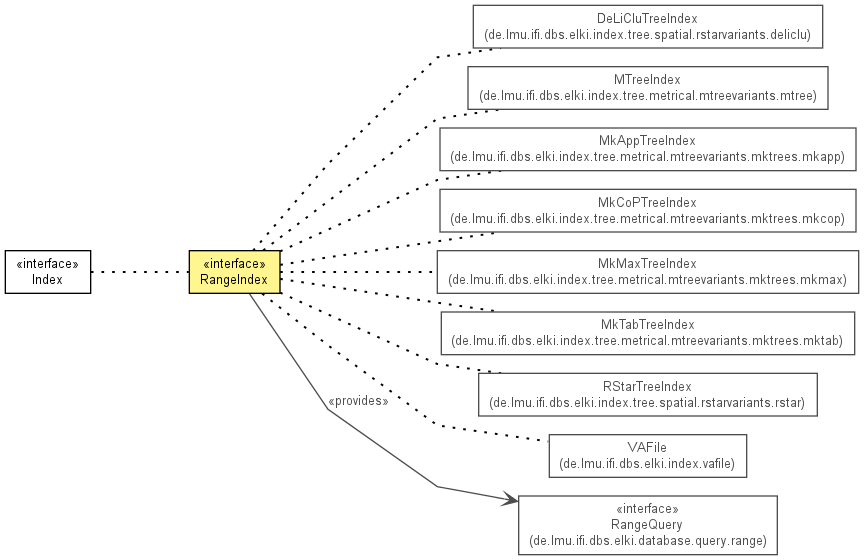 DeLiCluTreeIndex
(de.lmu.ifi.dbs.elki.index.tree.spatial.rstarvariants.deliclu)
MTreeIndex
(de.lmu.ifi.dbs.elki.index.tree.metrical.mtreevariants.mtree)
MkAppTreeIndex
(de.lmu.ifi.dbs.elki.index.tree.metrical.mtreevariants.mktrees.mkapp)
MkCoPTreeIndex
(de.lmu.ifi.dbs.elki.index.tree.metrical.mtreevariants.mktrees.mkcop)
«interface»
Index
«interface»
RangeIndex
MkMaxTreeIndex
(de.lmu.ifi.dbs.elki.index.tree.metrical.mtreevariants.mktrees.mkmax)
MkTabTreeIndex
(de.lmu.ifi.dbs.elki.index.tree.metrical.mtreevariants.mktrees.mktab)
RStarTreeIndex
(de.lmu.ifi.dbs.elki.index.tree.spatial.rstarvariants.rstar)
«provides»
VAFile
(de.lmu.ifi.dbs.elki.index.vafile)
«interface»
RangeQuery
(de.lmu.ifi.dbs.elki.database.query.range)